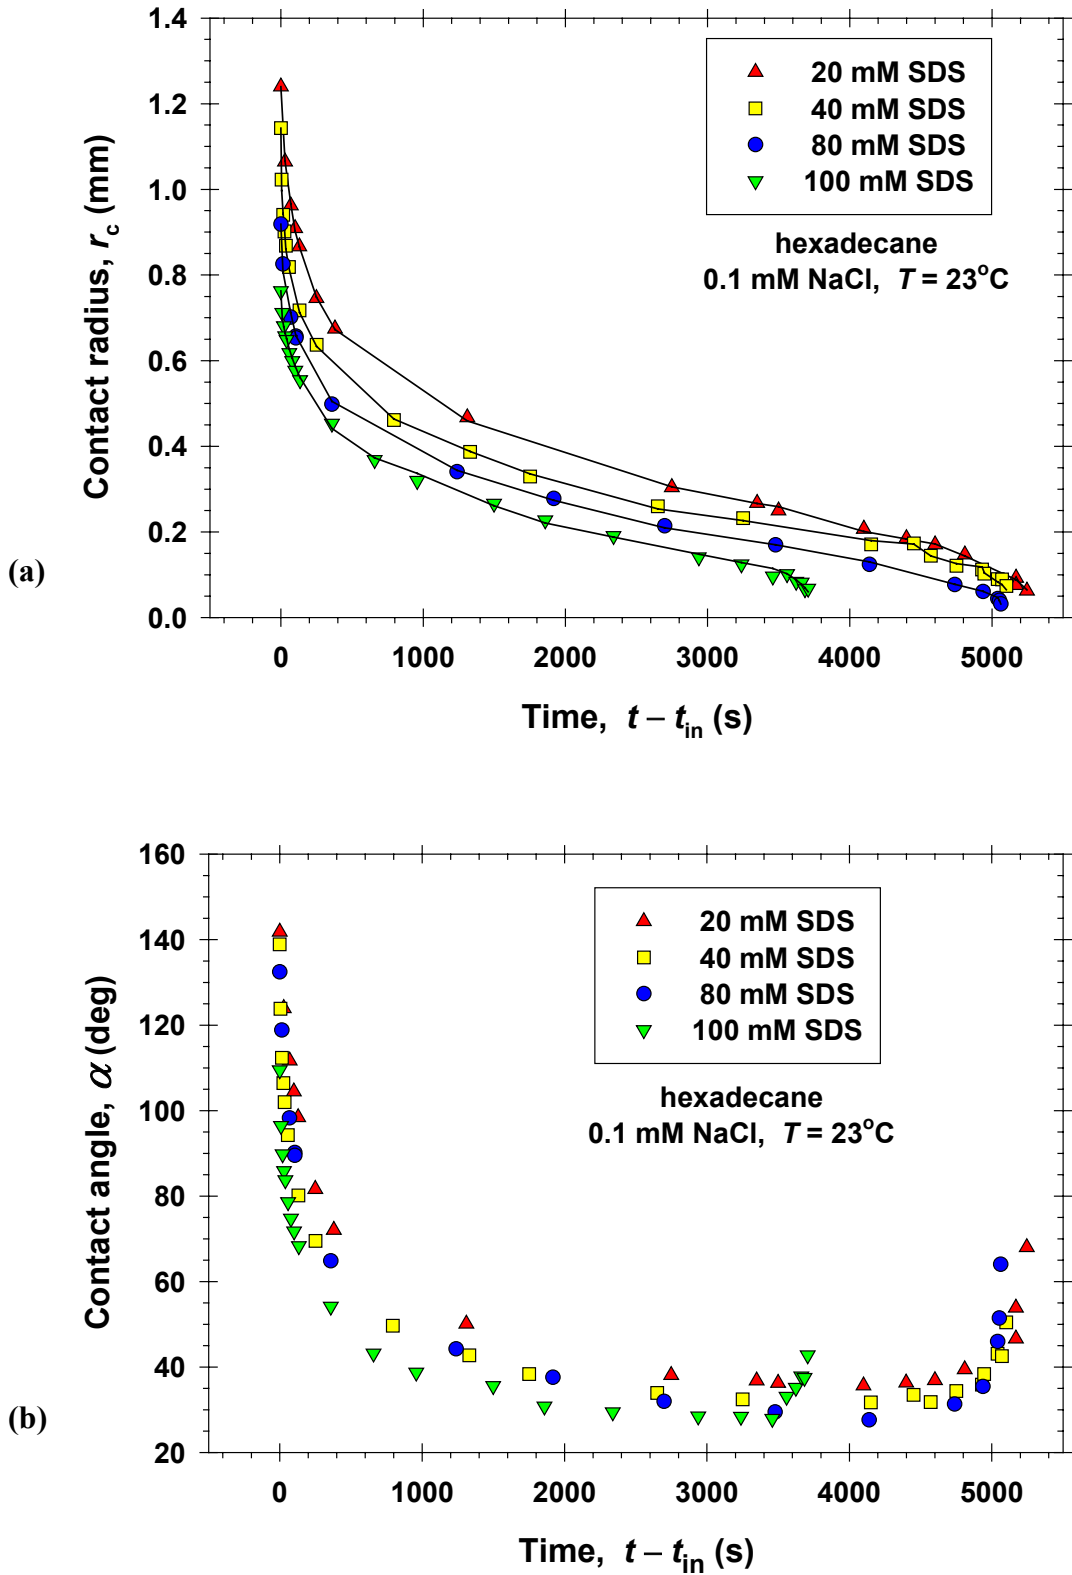 1.4
1.2
1.0
0.8
0.6
0.4
0.2
0.0
Contact radius, rc (mm)
20 mM SDS
40 mM SDS
80 mM SDS
100 mM SDS
hexadecane
0.1 mM NaCl, T = 23°C
(a)
0 1000 2000 3000 4000 5000
Time, t – tin (s)
160
140
120
100
80
60
40
20
Contact angle, α (deg)
20 mM SDS
40 mM SDS
80 mM SDS
100 mM SDS
hexadecane
0.1 mM NaCl, T = 23°C
(b)
0 1000 2000 3000 4000 5000
Time, t – tin (s)